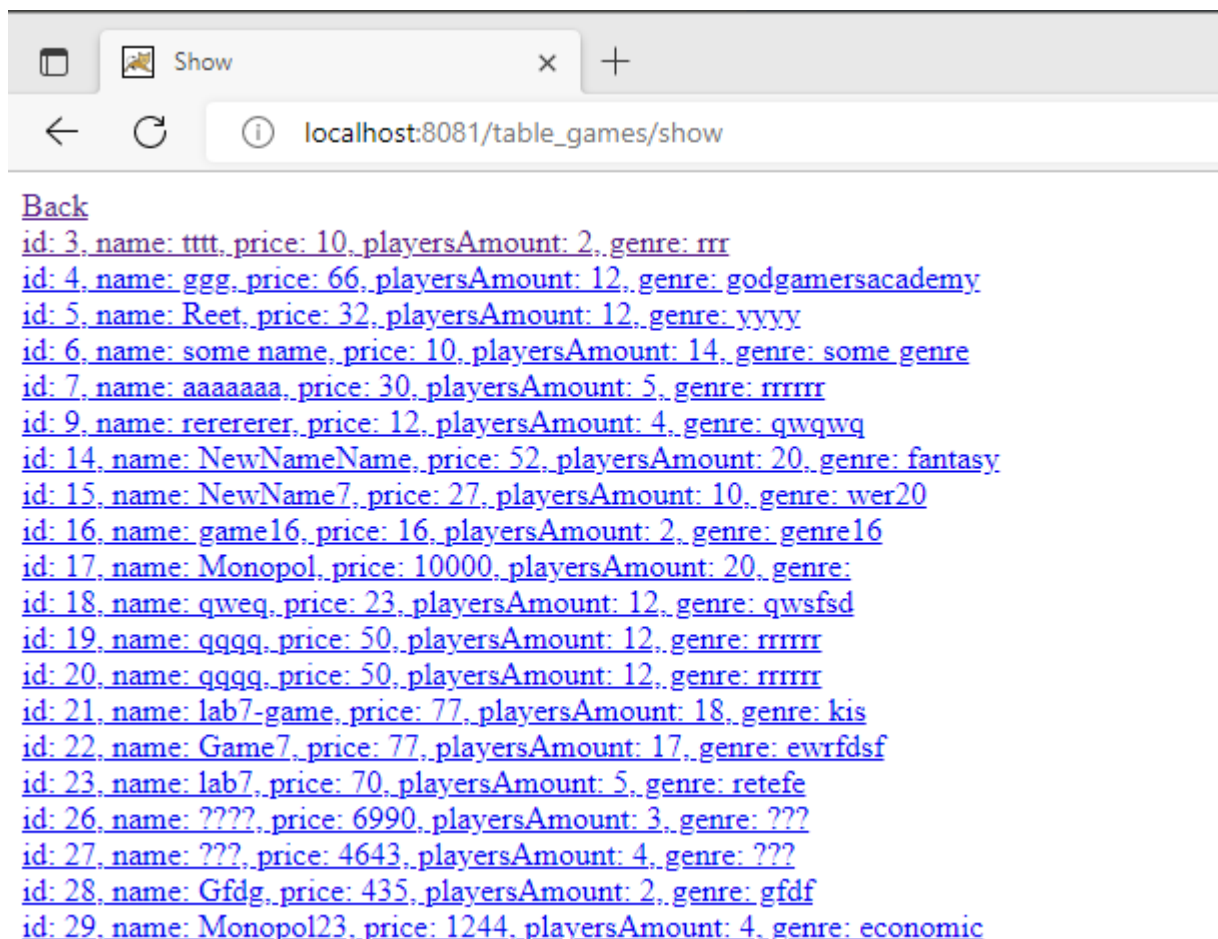 Show
localhost:8081/table_games/show
Back
id: 3, name: tttt, price: 10, playersAmount: 2, genre: rrr
id: 4, name: ggg, price: 66, playersAmount: 12, genre: godgamersacademy
id: 5, name: Reet, price: 32, playersAmount: 12, genre: yyyy
id: 6, name: some name, price: 10, playersAmount: 14, genre: some genre
id: 7, name: aaaaaaa, price: 30, playersAmount: 5, genre: rrrrrr
id: 9, name: rerererer, price: 12, playersAmount: 4, genre: qwqwq
id: 14, name: NewNameName, price: 52, playersAmount: 20, genre: fantasy
id: 15, name: NewName7, price: 27, playersAmount: 10, genre: wer20
id: 16, name: game16, price: 16, playersAmount: 2, genre: genre16
id: 17, name: Monopol, price: 10000, playersAmount: 20, genre:
id: 18, name: qweq, price: 23, playersAmount: 12, genre: qwsfsd
id: 19, name: qqqq, price: 50, playersAmount: 12, genre: rrrrrr
id: 20, name: qqqq, price: 50, playersAmount: 12, genre: rrrrrr
id: 21, name: lab7-game, price: 77, playersAmount: 18, genre: kis
id: 22, name: Game7, price: 77, playersAmount: 17, genre: ewrfdsf
id: 23, name: lab7, price: 70, playersAmount: 5, genre: retefe
id: 26, name: ????, price: 6990, playersAmount: 3, genre: ???
id: 27, name: ???, price: 4643, playersAmount: 4, genre: ???
id: 28, name: Gfdg, price: 435, playersAmount: 2, genre: gfdf
id: 29, name: Monopol23, price: 1244, playersAmount: 4, genre: economic